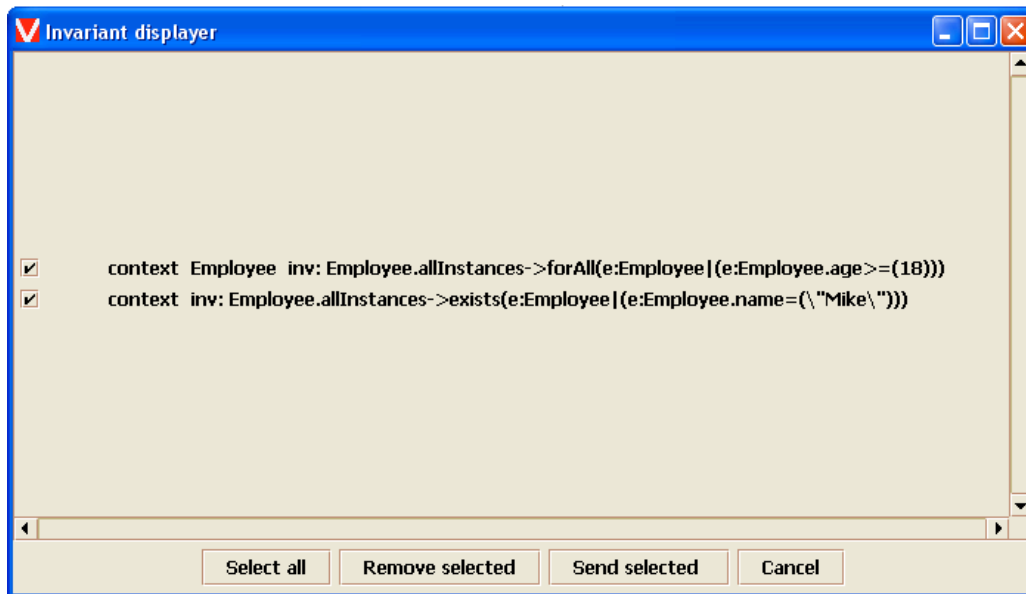 Invariant displayer
context Employee inv: Employee.allInstances->forAll(e:Employee|(e:Employee.age>=(18)))
context inv: Employee.allInstances->exists(e:Employee|(e:Employee.name=(\"Mike\")))
Select all Remove selected Send selected Cancel